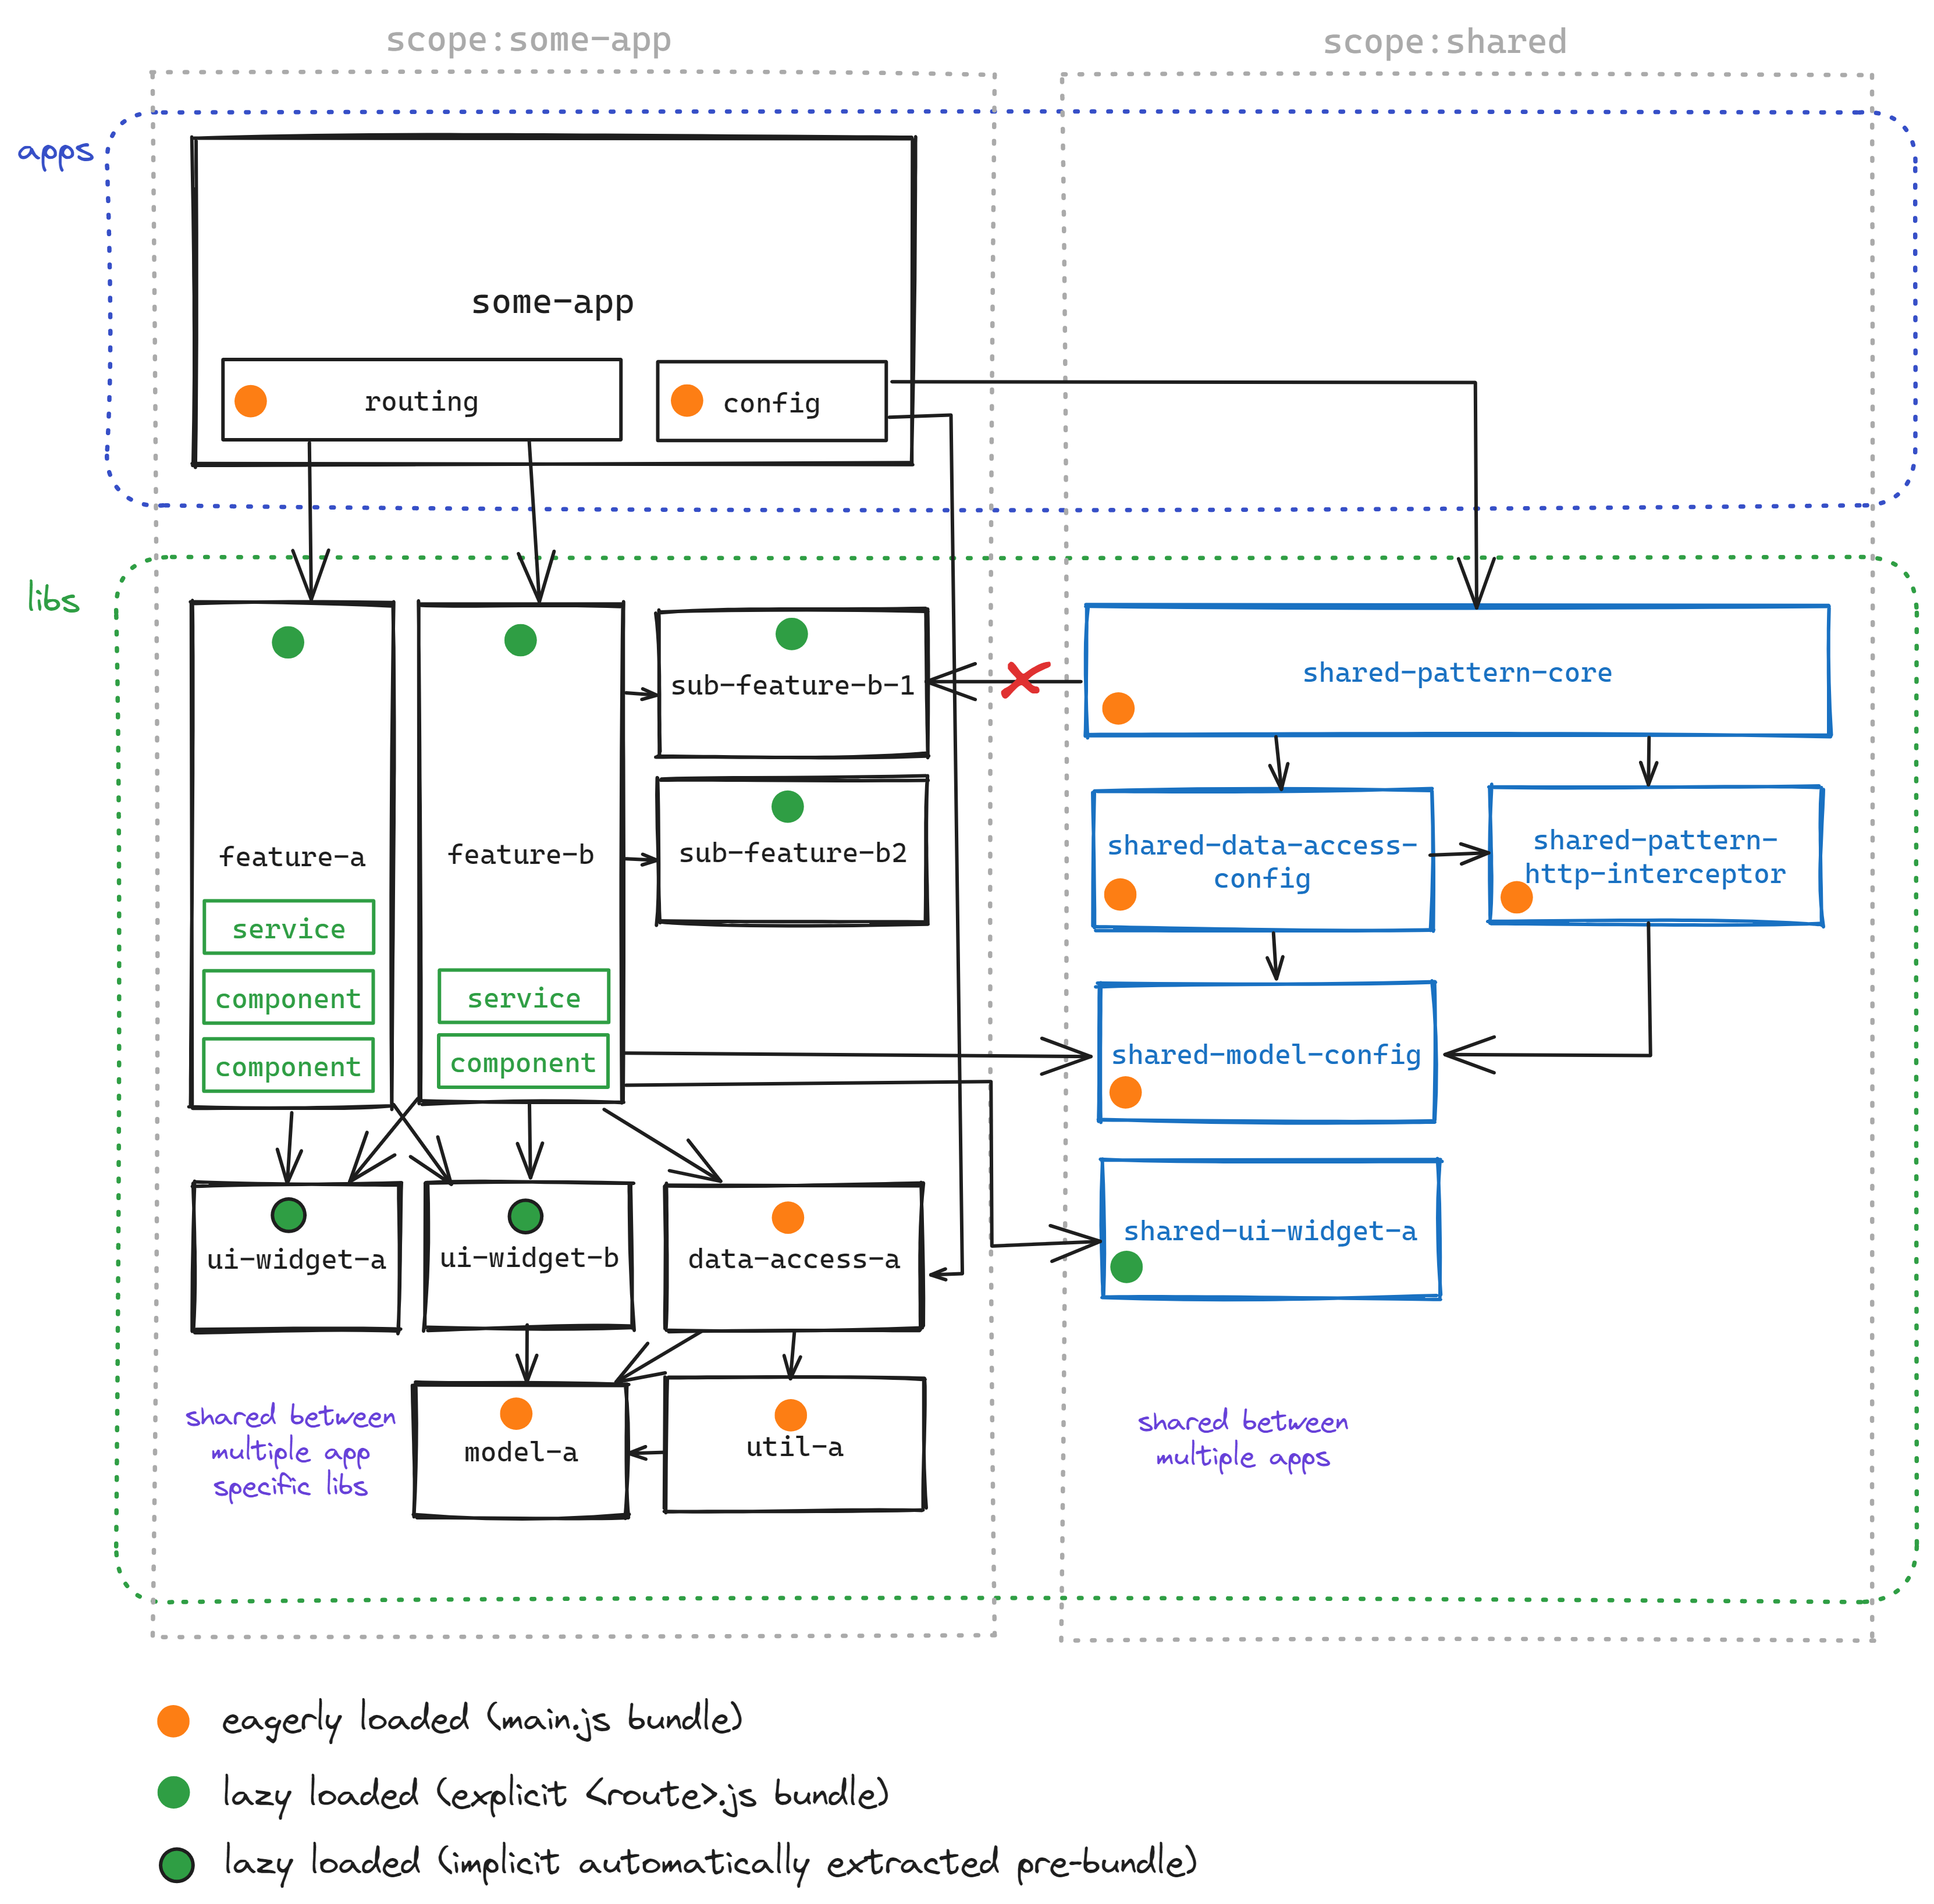 scope:some-app
scope:shared
apps
some-app
routing
config
libs
sub-feature-b-1
shared-pattern-core
feature-a
feature-b
sub-feature-b2
shared-data-access-
config
shared-pattern-
http-interceptor
service
component
component
service
component
shared-model-config
ui-widget-a
ui-widget-b
data-access-a
shared-ui-widget-a
shared between
multiple app
specific libs
model-a
util-a
shared between
multiple apps
eagerly loaded (main.js bundle)
lazy loaded (explicit <route>.js bundle)
lazy loaded (implicit automatically extracted pre-bundle)